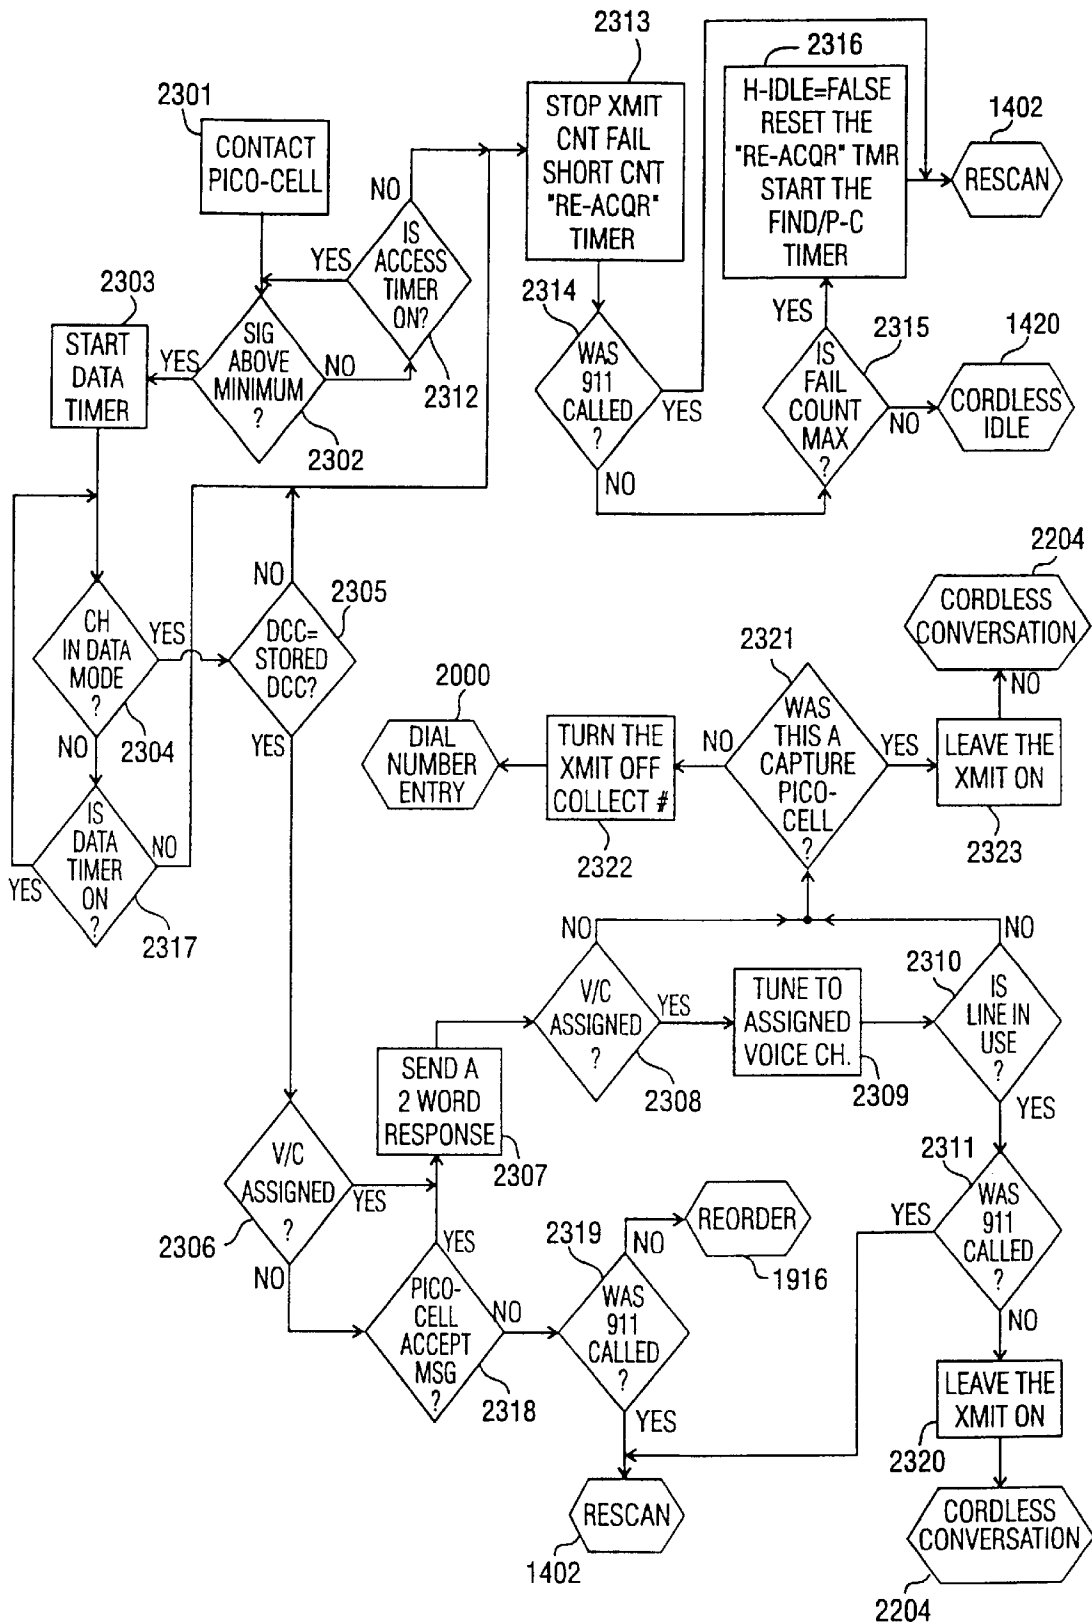 2313
2316
2301
H-IDLE=FALSE
RESET THE
"RE-ACQR" TMR
START THE
FIND/P-C
TIMER
1402
RESCAN
STOP XMIT
CNT FAIL
SHORT CNT
"RE-ACQR"
TIMER
CONTACT
PICO-CELL
NO
IS
ACCESS
TIMER
ON?
YES
2312
2303
START
DATA
TIMER
YES
SIG
ABOVE
MINIMUM
?
NO
2302
2314
WAS
911
CALLED
?
YES
NO
YES
2315
IS
FAIL
COUNT
MAX
?
NO
1420
CORDLESS
IDLE
2204
CORDLESS
CONVERSATION
NO
CH
IN DATA
MODE
?
YES
2304
NO
NO
2305
DCC=
STORED
DCC?
YES
2000
DIAL
NUMBER
ENTRY
TURN THE
XMIT OFF
COLLECT #
2322
NO
2321
WAS
THIS A
CAPTURE
PICO-
CELL
?
YES
LEAVE THE
XMIT ON
2323
IS
DATA
TIMER
ON
?
NO
YES
2317
NO
V/C
ASSIGNED
?
YES
2308
TUNE TO
ASSIGNED
VOICE CH.
2309
NO
2310
IS
LINE IN
USE
?
YES
SEND A
2 WORD
RESPONSE
2307
V/C
ASSIGNED
?
YES
2306
NO
2311
WAS
911
CALLED
?
YES
NO
YES
PICO-
CELL
ACCEPT
MSG
?
NO
2318
2319
NO
REORDER
1916
WAS
911
CALLED
?
YES
RESCAN
1402
LEAVE THE
XMIT ON
2320
CORDLESS
CONVERSATION
2204